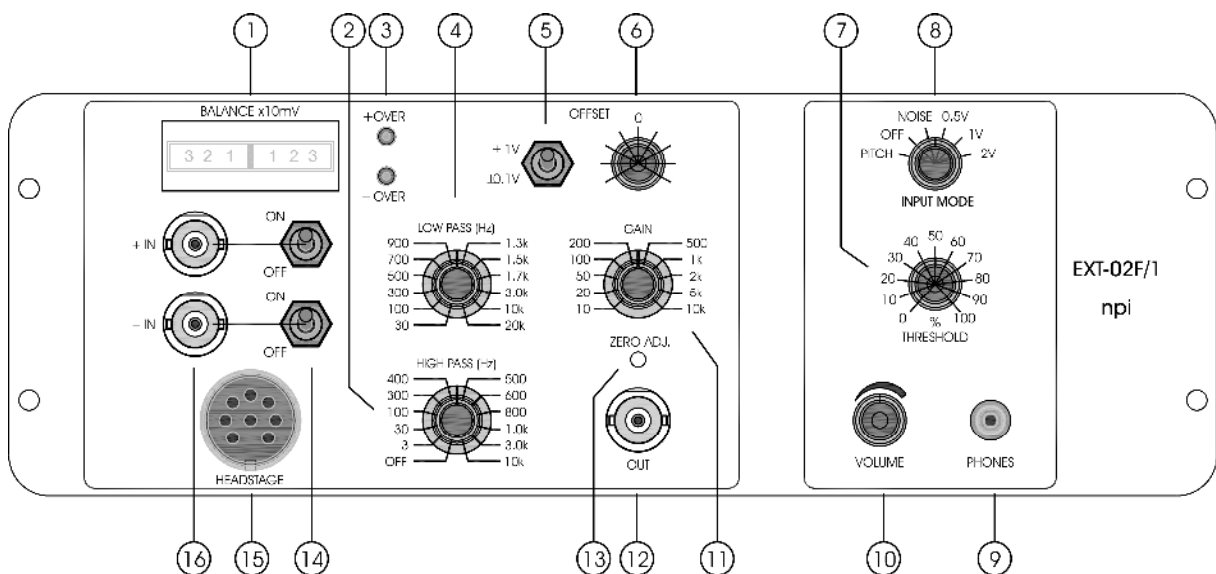 1 2 3 4 5 6 7 8
BALANCE x10mV
3 2 1 1 2 3
+OVER
−OVER
OFFSET
0
+ 1V
±0.1V
+ IN
ON
OFF
− IN
ON
OFF
HEADSTAGE
LOW PASS (Hz)
900 1.3k
700 1.5k
500 1.7k
300 3.0k
100 10k
30 20k
GAIN
200 500
100 1k
50 2k
20 5k
10 10k
HIGH PASS (Hz)
400 500
300 600
100 800
30 1.0k
3 3.0k
OFF 10k
ZERO ADJ.
OUT
NOISE 0.5V
OFF 1V
PITCH 2V
INPUT MODE
50
40 60
30 70
20 80
10 90
0 % 100
THRESHOLD
VOLUME
PHONES
EXT-02F/1
npi
16 15 14 13 12 11 10 9